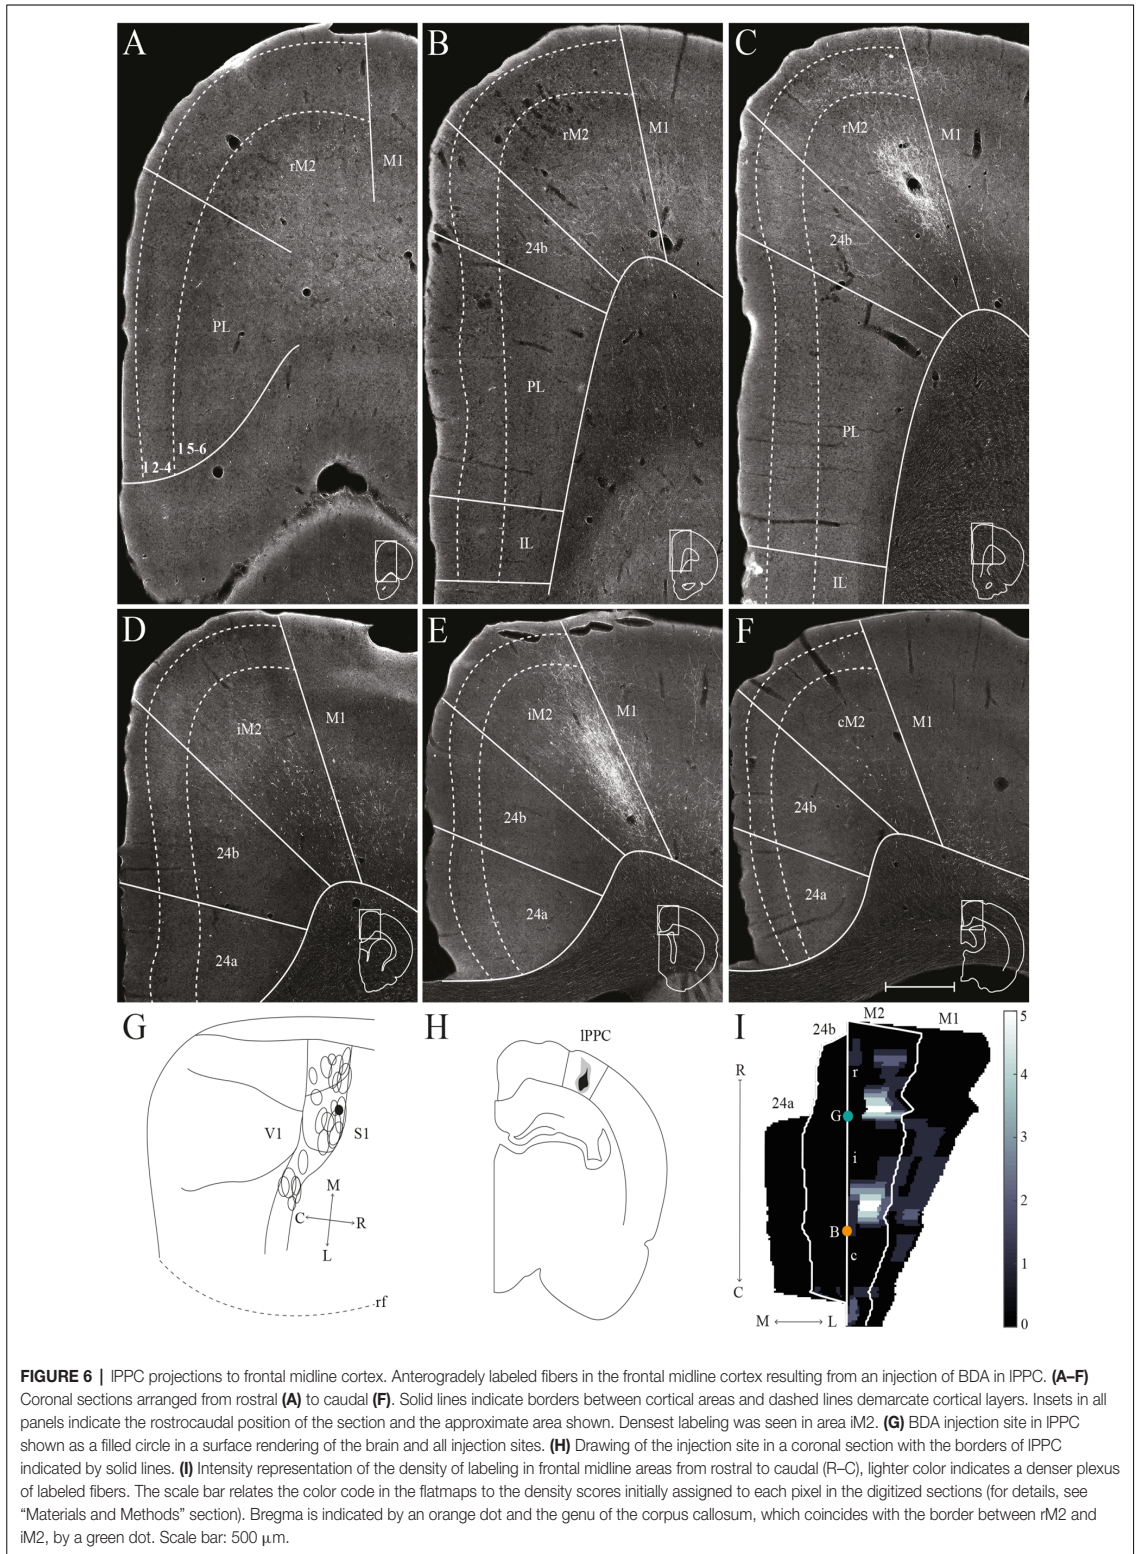 A
B
C
rM2
M1
PL
l 2-4
l 5-6
rM2
M1
24b
PL
IL
rM2
M1
24b
PL
IL
D
E
F
iM2
M1
24b
24a
iM2
M1
24b
24a
cM2
M1
24b
24a
G
H
I
V1
S1
M
C
R
L
rf
lPPC
24b
M2
M1
R
24a
r
G
i
B
c
C
M
L
5
4
3
2
1
0
FIGURE 6 | lPPC projections to frontal midline cortex. Anterogradely labeled fibers in the frontal midline cortex resulting from an injection of BDA in lPPC. (A–F)
Coronal sections arranged from rostral (A) to caudal (F). Solid lines indicate borders between cortical areas and dashed lines demarcate cortical layers. Insets in all
panels indicate the rostrocaudal position of the section and the approximate area shown. Densest labeling was seen in area iM2. (G) BDA injection site in lPPC
shown as a filled circle in a surface rendering of the brain and all injection sites. (H) Drawing of the injection site in a coronal section with the borders of lPPC
indicated by solid lines. (I) Intensity representation of the density of labeling in frontal midline areas from rostral to caudal (R–C), lighter color indicates a denser plexus
of labeled fibers. The scale bar relates the color code in the flatmaps to the density scores initially assigned to each pixel in the digitized sections (for details, see
“Materials and Methods” section). Bregma is indicated by an orange dot and the genu of the corpus callosum, which coincides with the border between rM2 and
iM2, by a green dot. Scale bar: 500 μm.